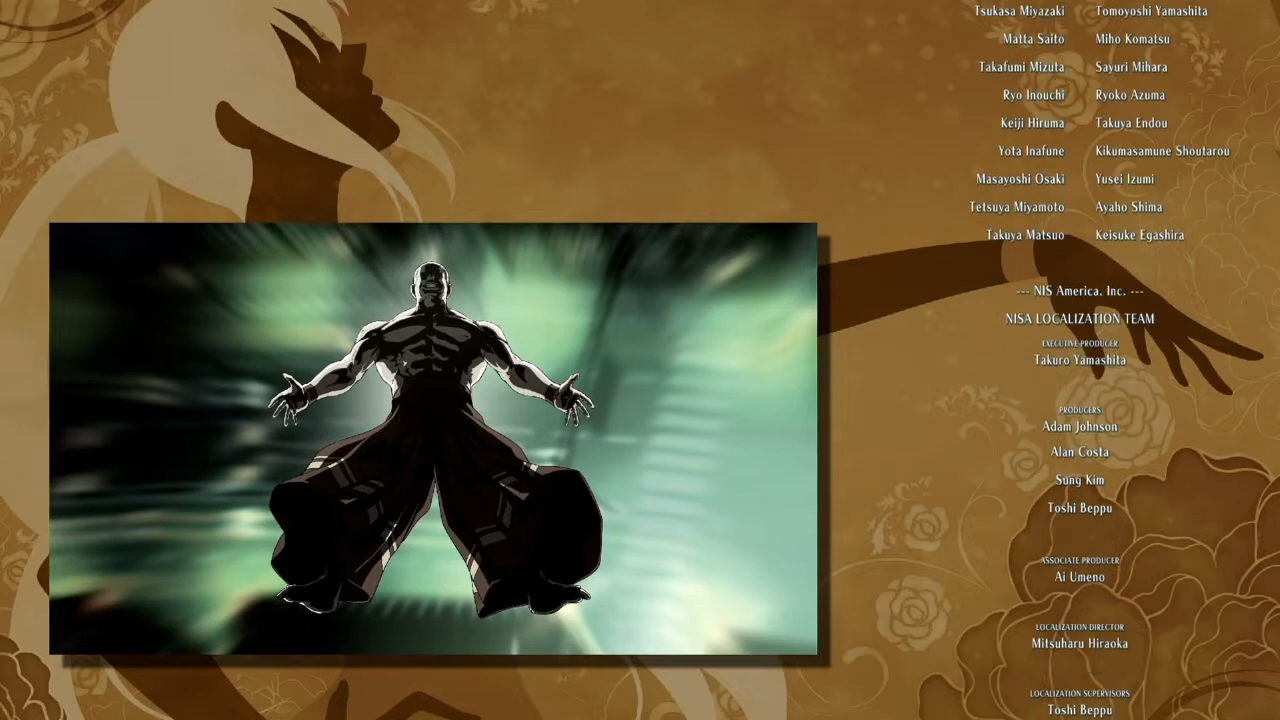 Tsukasa Miyazaki Tomoyoshi Yamashita
Matta Saito Miho Komatsu
Takafumi Mizuta Sayuri Mihara
Ryo Inouchi Ryoko Azuma
Keiji Hiruma Takuya Endou
Yota Inafune Kikumasamune Shoutarou
Masayoshi Osaki Yusei Izumi
Tetsuya Miyamoto Ayaho Shima
Takuya Matsuo Keisuke Egashira
--- NIS America, Inc. ---
NISA LOCALIZATION TEAM
EXECUTIVE PRODUCER
Takuro Yamashita
PRODUCERS
Adam Johnson
Alan Costa
Sung Kim
Toshi Beppu
ASSOCIATE PRODUCER
Ai Umeno
LOCALIZATION DIRECTOR
Mitsuharu Hiraoka
LOCALIZATION SUPERVISORS
Toshi Beppu